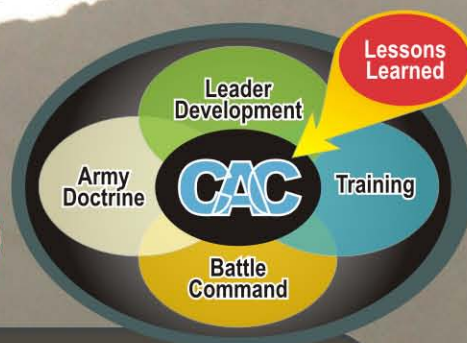 Lessons
Learned
Leader
Development
Army
Doctrine
CAC
Training
Battle
Command